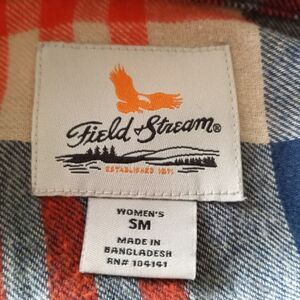 Field & Stream®
ESTABLISHED 1871
WOMEN'S
SM
MADE IN
BANGLADESH
RN# 104141